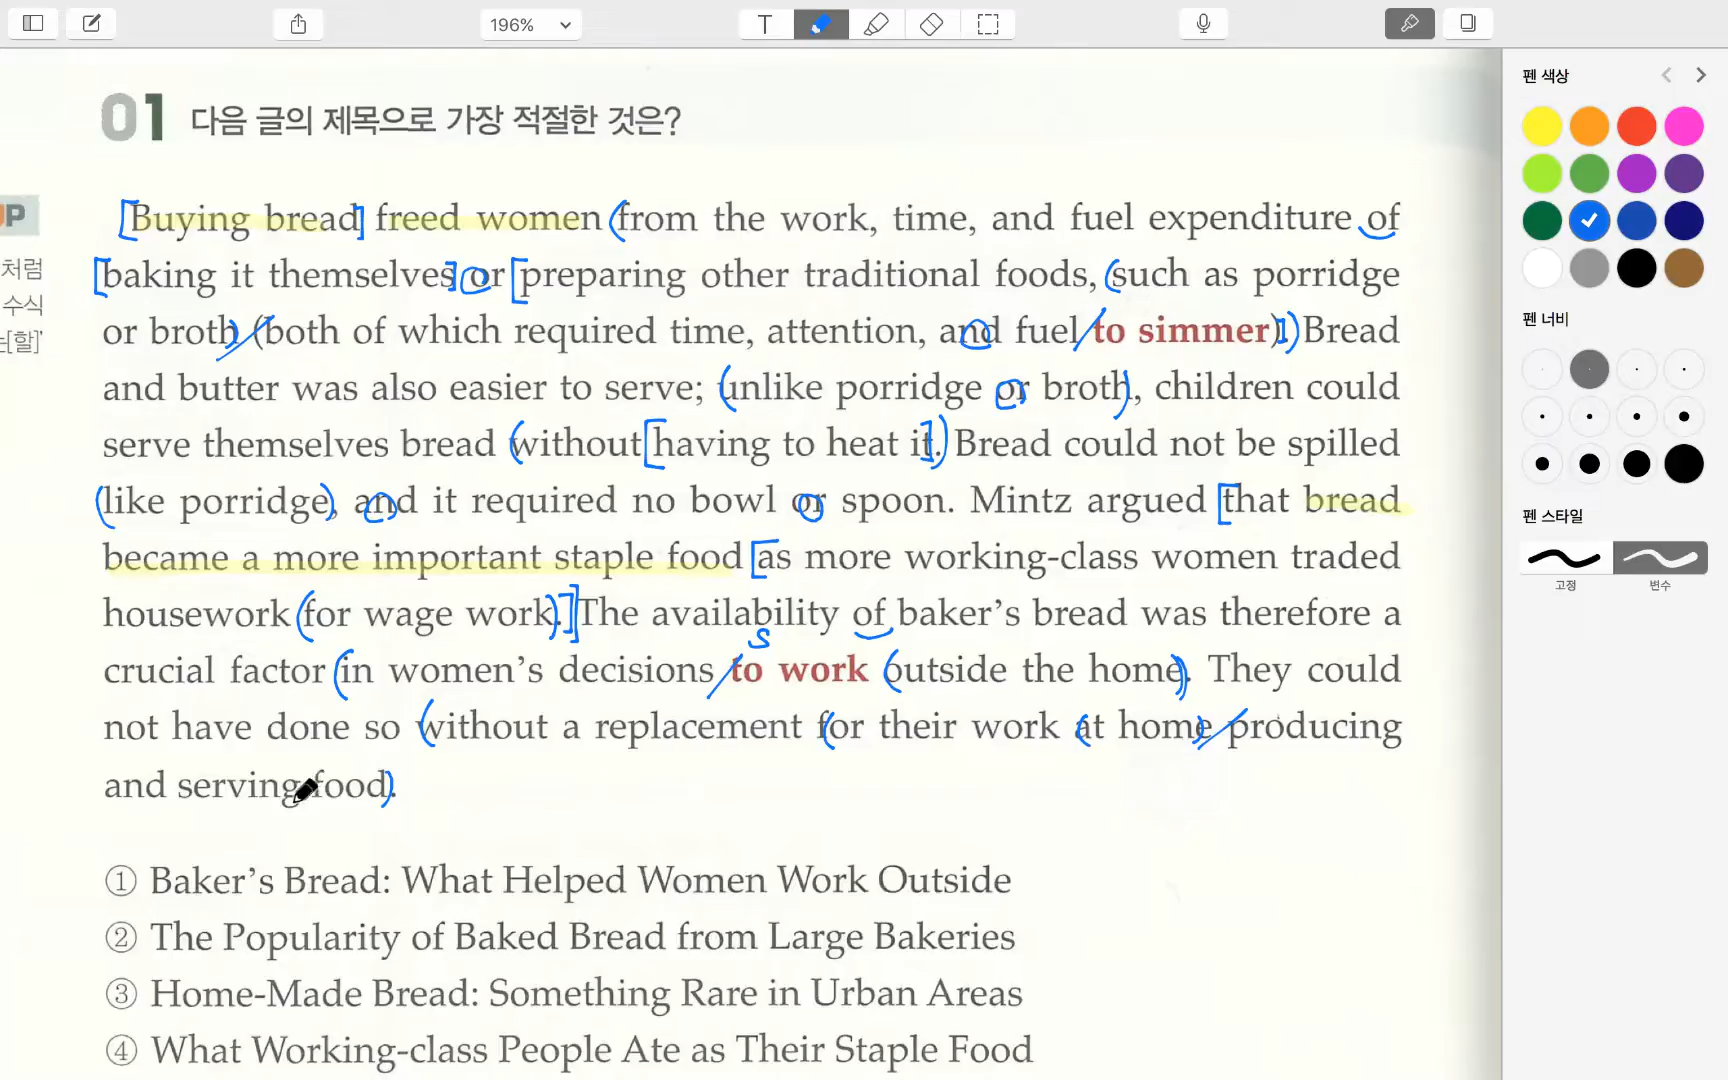 196%
T
펜 색상
01 다음 글의 제목으로 가장 적절한 것은?
UP
처럼
수식
는[할]'
Buying bread freed women from the work, time, and fuel expenditure of
baking it themselves or preparing other traditional foods, such as porridge
or broth (both of which required time, attention, and fuel to simmer). Bread
and butter was also easier to serve; unlike porridge or broth, children could
serve themselves bread without having to heat it. Bread could not be spilled
like porridge, and it required no bowl or spoon. Mintz argued that bread
became a more important staple food as more working-class women traded
housework for wage work. The availability of baker's bread was therefore a
s
crucial factor in women's decisions to work outside the home. They could
not have done so without a replacement for their work at home producing
and serving food.
① Baker's Bread: What Helped Women Work Outside
② The Popularity of Baked Bread from Large Bakeries
③ Home-Made Bread: Something Rare in Urban Areas
④ What Working-class People Ate as Their Staple Food
펜 너비
펜 스타일
고정
변수